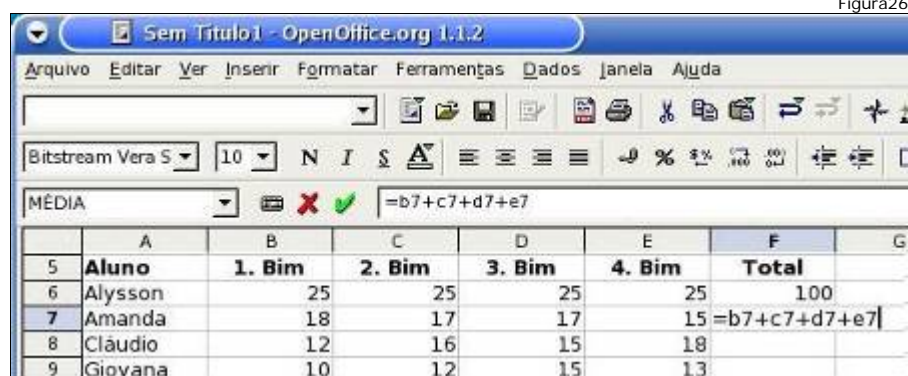 Figura26
Sem Título1 - OpenOffice.org 1.1.2
Arquivo Editar Ver Inserir Formatar Ferramentas Dados Janela Ajuda
Bitstream Vera S 10 N I S A
MÉDIA =b7+c7+d7+e7
A B C D E F G
5 Aluno 1. Bim 2. Bim 3. Bim 4. Bim Total
6 Alysson 25 25 25 25 100
7 Amanda 18 17 17 15 =b7+c7+d7+e7
8 Cláudio 12 16 15 18
9 Giovana 10 12 15 13